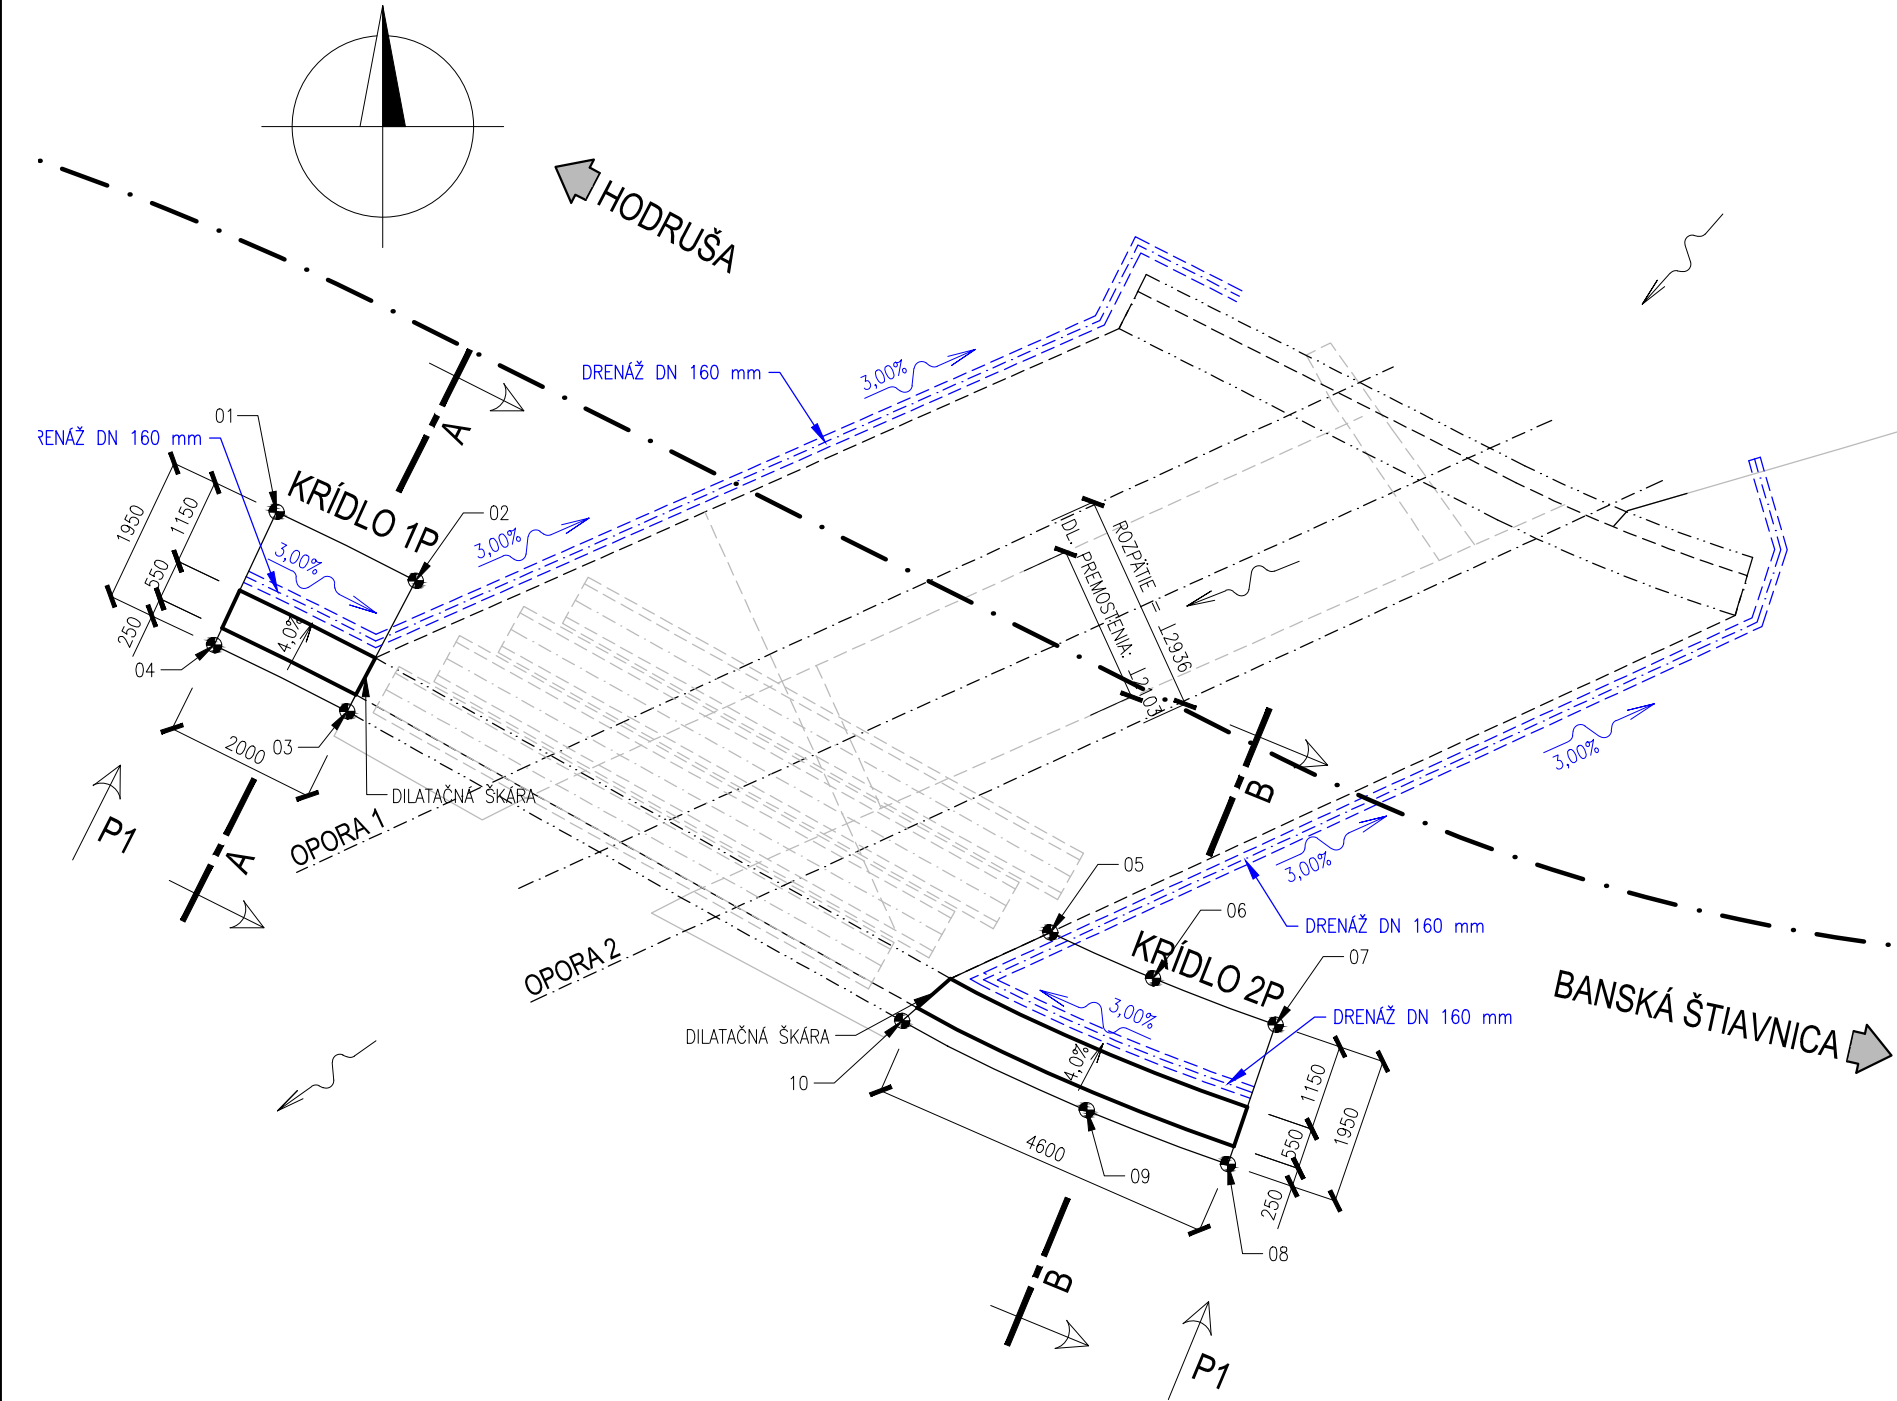 HODRUŠA
DRENÁŽ DN 160 mm
3,00%
A
01
RENÁŽ DN 160 mm
KRÍDLO 1P
02
1950
1150
550
250
3,00%
3,00%
4,0%
04
03
2000
DILATAČNÁ ŠKÁRA
P1
A
OPORA 1
ROZPÄTIE = ⊥2936
DL. PREMOSTENIA: ⊥2103
B
3,00%
3,00%
05
06
DRENÁŽ DN 160 mm
KRÍDLO 2P
07
OPORA 2
BANSKÁ ŠTIAVNICA
3,00%
DRENÁŽ DN 160 mm
DILATAČNÁ ŠKÁRA
4,0%
10
1150
550
1950
250
4600
09
08
B
P1